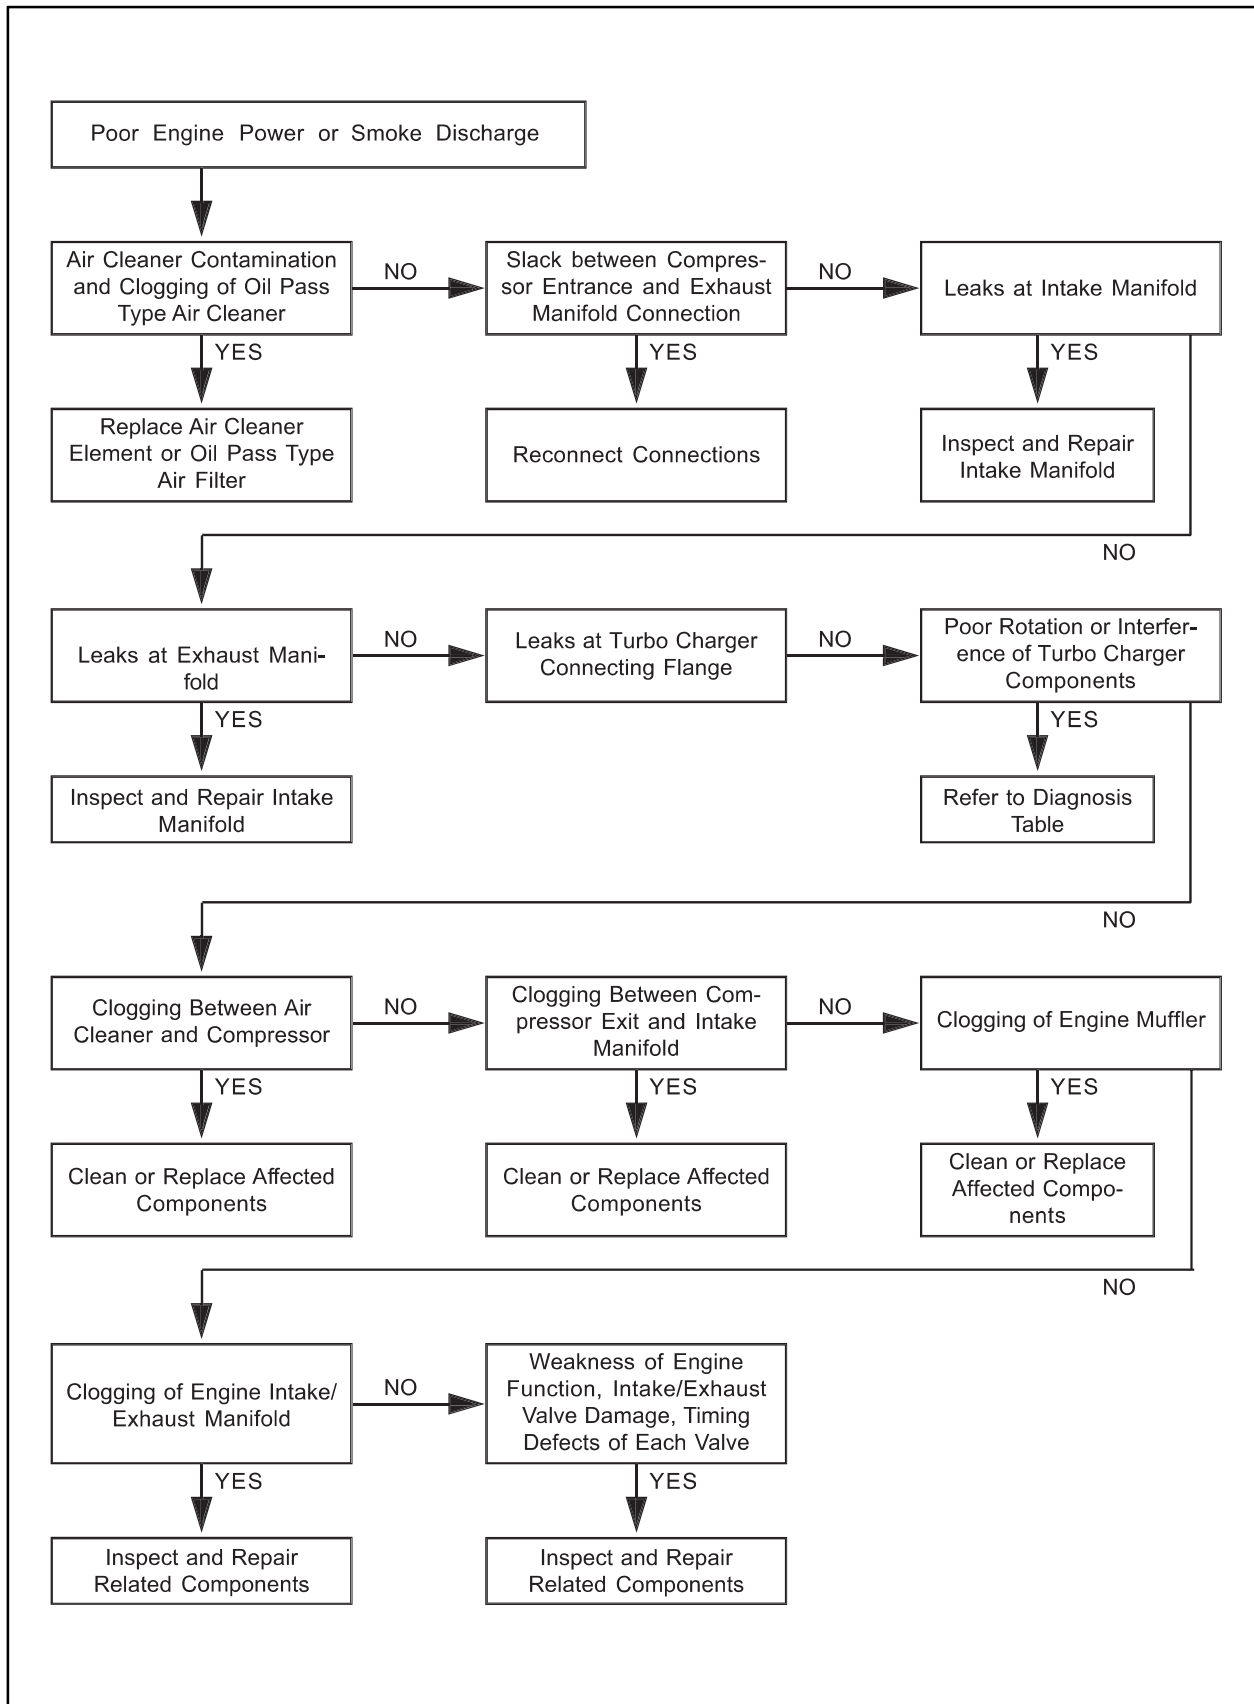 Poor Engine Power or Smoke Discharge
Air Cleaner Contamination
and Clogging of Oil Pass
Type Air Cleaner
NO
Slack between Compres-
sor Entrance and Exhaust
Manifold Connection
NO
Leaks at Intake Manifold
YES
YES
YES
Replace Air Cleaner
Element or Oil Pass Type
Air Filter
Reconnect Connections
Inspect and Repair
Intake Manifold
NO
Leaks at Exhaust Mani-
fold
NO
Leaks at Turbo Charger
Connecting Flange
NO
Poor Rotation or Interfer-
ence of Turbo Charger
Components
YES
YES
Inspect and Repair Intake
Manifold
Refer to Diagnosis
Table
NO
Clogging Between Air
Cleaner and Compressor
NO
Clogging Between Com-
pressor Exit and Intake
Manifold
NO
Clogging of Engine Muffler
YES
YES
YES
Clean or Replace Affected
Components
Clean or Replace Affected
Components
Clean or Replace
Affected Compo-
nents
NO
Clogging of Engine Intake/
Exhaust Manifold
NO
Weakness of Engine
Function, Intake/Exhaust
Valve Damage, Timing
Defects of Each Valve
YES
YES
Inspect and Repair
Related Components
Inspect and Repair
Related Components